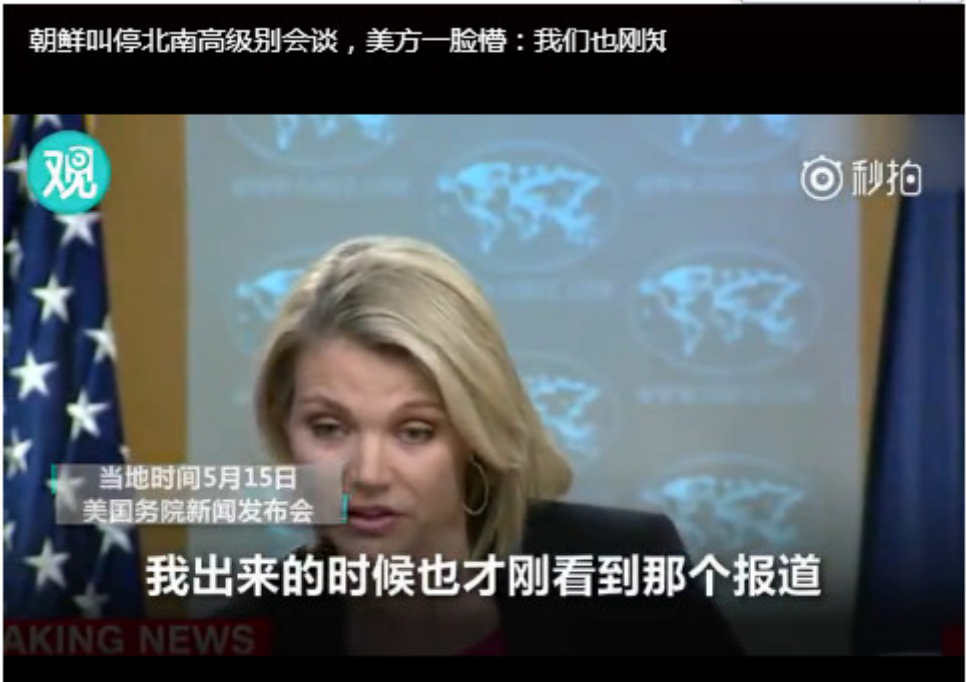 朝鲜叫停北南高级别会谈，美方一脸懵：我们也刚知
观
秒拍
当地时间5月15日
美国务院新闻发布会
我出来的时候也才刚看到那个报道
AKING NEWS